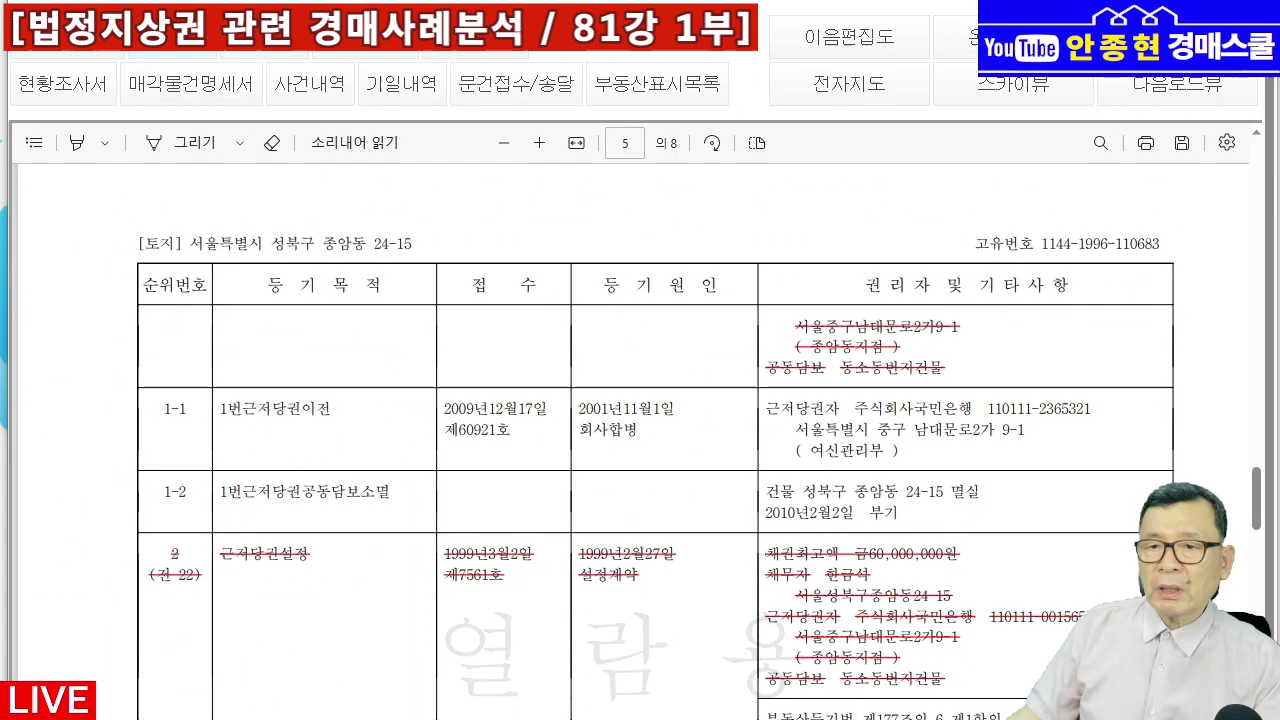 [법정지상권 관련 경매사례분석 / 81강 1부]
이음편집도
YouTube 안종현 경매스쿨
현황조사서 매각물건명세서 사건내역 기일내역 문건접수/송달 부동산표시목록 전자지도 스카이뷰 다음로드뷰
그리기 소리내어 읽기 5 의 8
[토지] 서울특별시 성북구 종암동 24-15 고유번호 1144-1996-110683
순위번호 등 기 목 적 접 수 등 기 원 인 권 리 자 및 기 타 사 항
서울중구남대문로2가9-1
( 종암동지점 )
공동담보 동소동번지건물
1-1 1번근저당권이전 2009년12월17일 2001년11월1일 근저당권자 주식회사국민은행 110111-2365321
제60921호 회사합병 서울특별시 중구 남대문로2가 9-1
( 여신관리부 )
1-2 1번근저당권공동담보소멸 건물 성북구 종암동 24-15 멸실
2010년2월2일 부기
2 근저당권설정 1999년3월2일 1999년2월27일 채권최고액 금60,000,000원
(전 22) 제7561호 설정계약 채무자 한금석
서울성북구종암동24-15
근저당권자 주식회사국민은행
서울중구남대문로2가9-1
( 종암동지점 )
공동담보 동소동번지건물
열 람 용
부동산등기법 제177조의 6 제1항의
LIVE